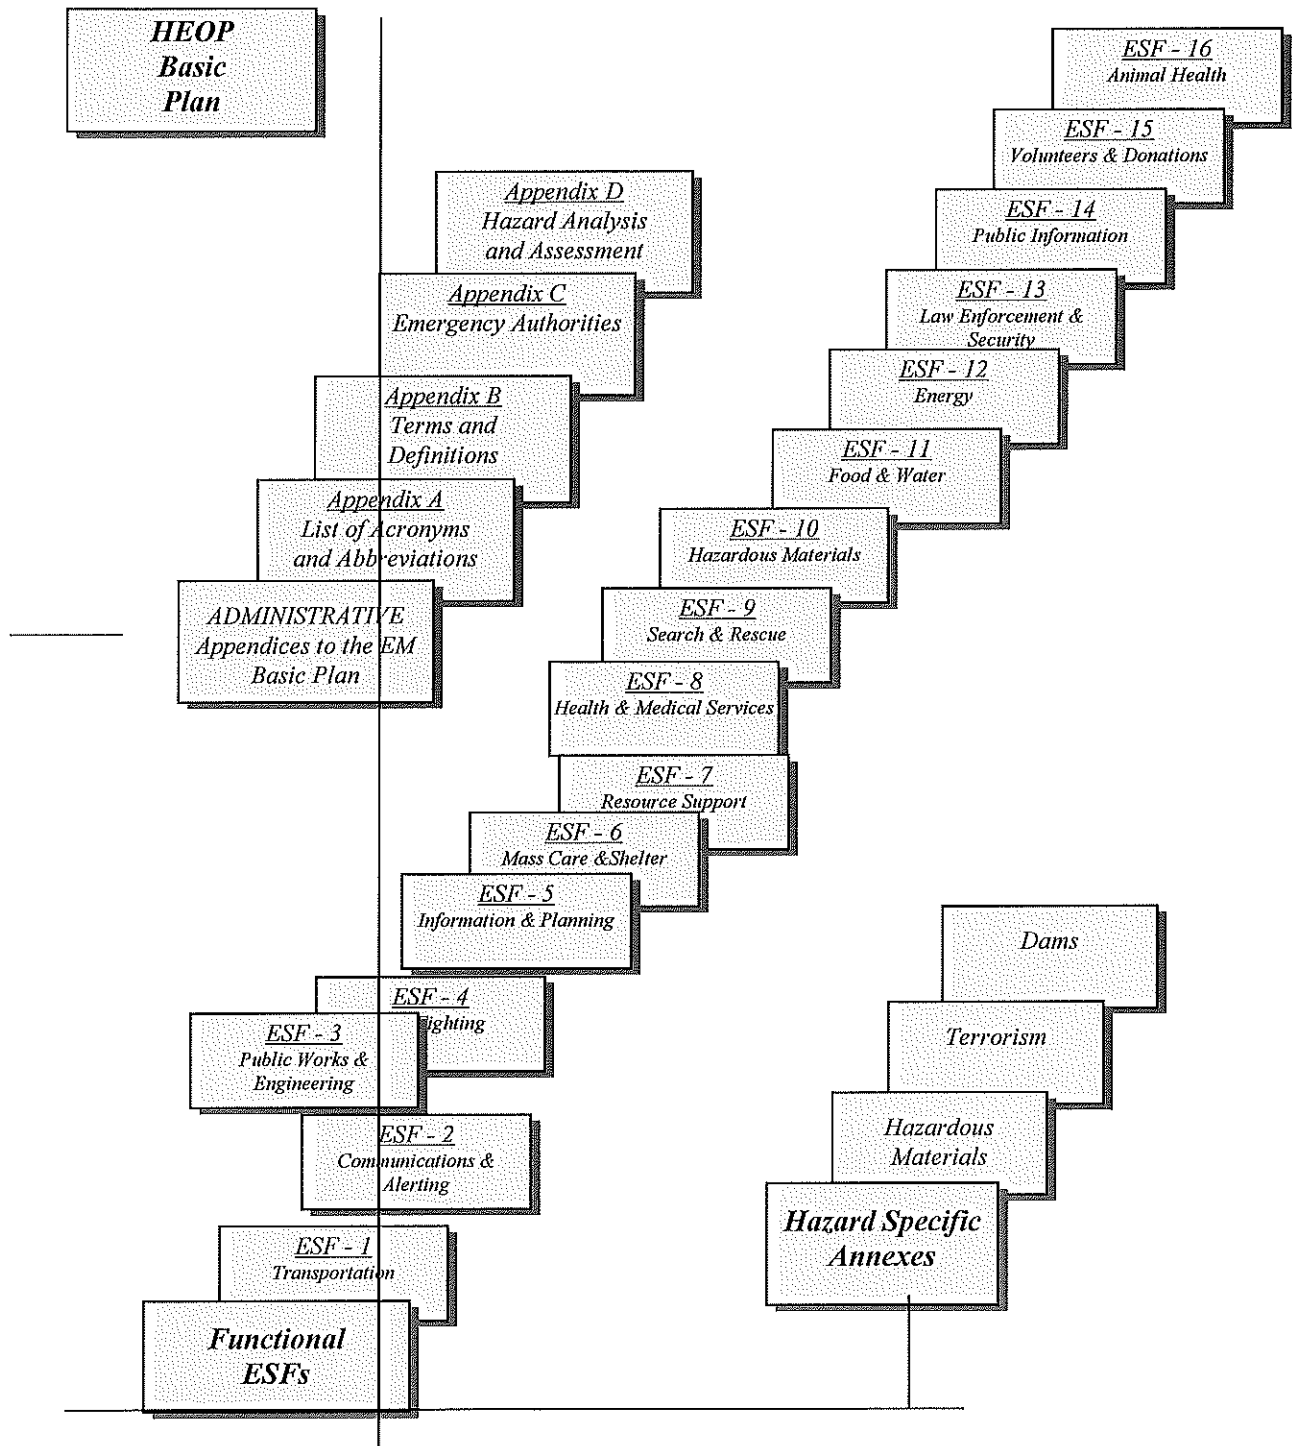 HEOP
Basic
Plan
Appendix D
Hazard Analysis
and Assessment
Appendix C
Emergency Authorities
Appendix B
Terms and
Definitions
Appendix A
List of Acronyms
and Abbreviations
ADMINISTRATIVE
Appendices to the EM
Basic Plan
ESF - 16
Animal Health
ESF - 15
Volunteers & Donations
ESF - 14
Public Information
ESF - 13
Law Enforcement &
Security
ESF - 12
Energy
ESF - 11
Food & Water
ESF - 10
Hazardous Materials
ESF - 9
Search & Rescue
ESF - 8
Health & Medical Services
ESF - 7
Resource Support
ESF - 6
Mass Care &Shelter
ESF - 5
Information & Planning
ESF - 4
ESF - 3
Public Works &
Engineering
ESF - 2
Communications &
Alerting
ESF - 1
Transportation
Functional
ESFs
Dams
Terrorism
Hazardous
Materials
Hazard Specific
Annexes